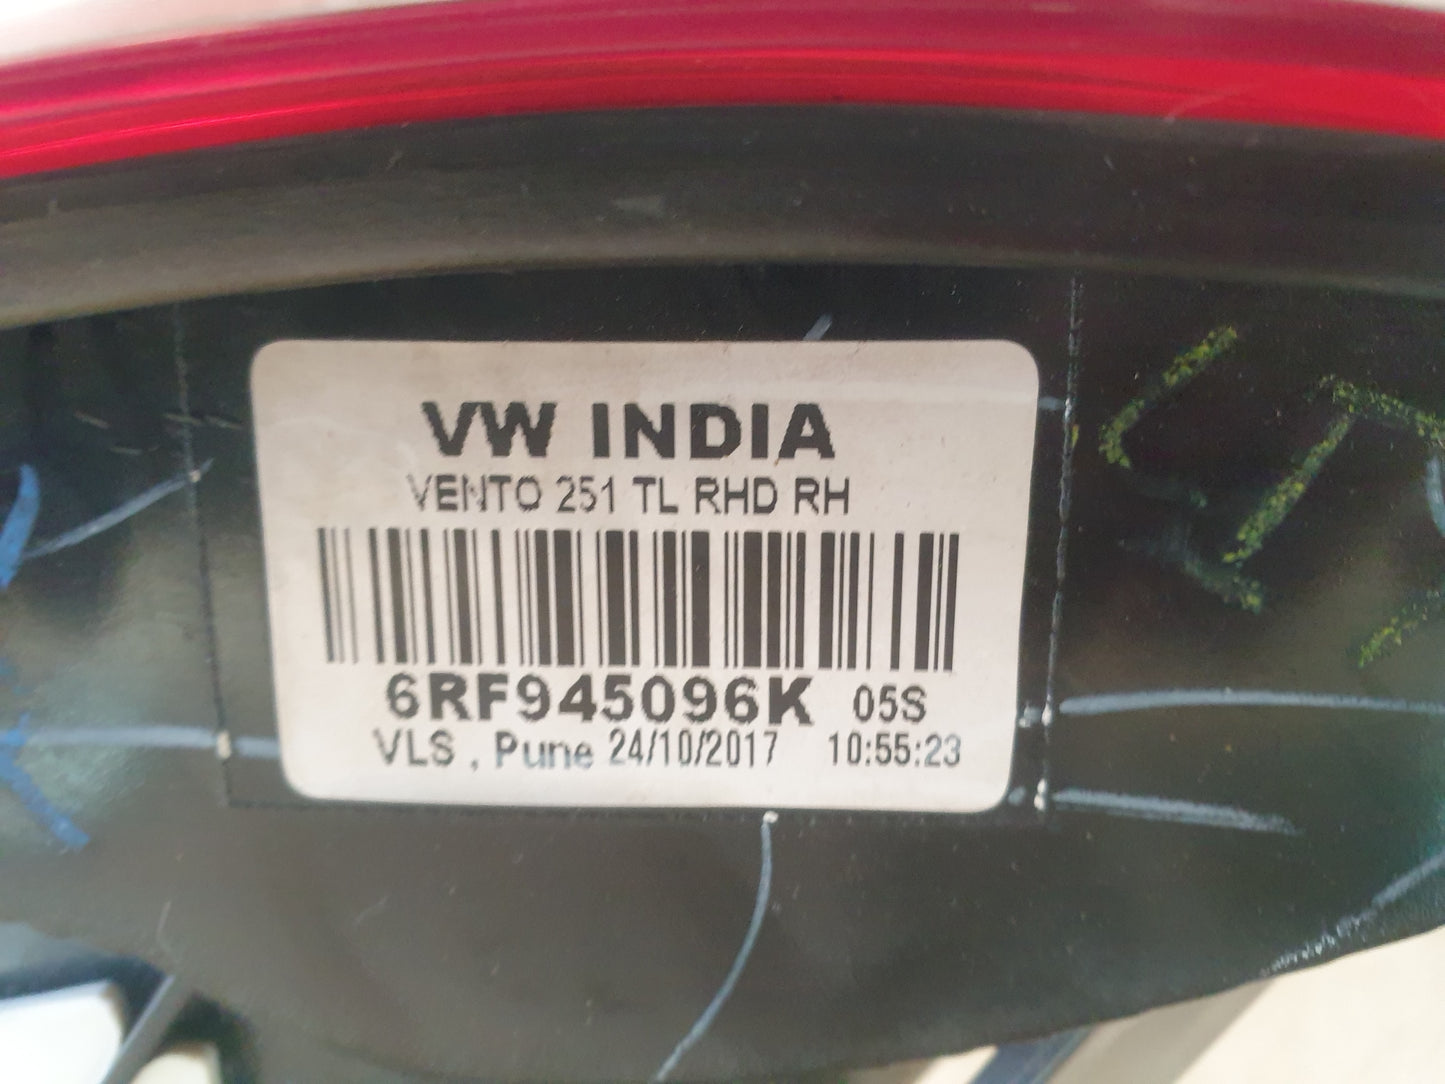 VW INDIA
VENTO 251 TL RHD RH
6RF945096K 05S
VLS , Pune 24/10/2017 10:55:23